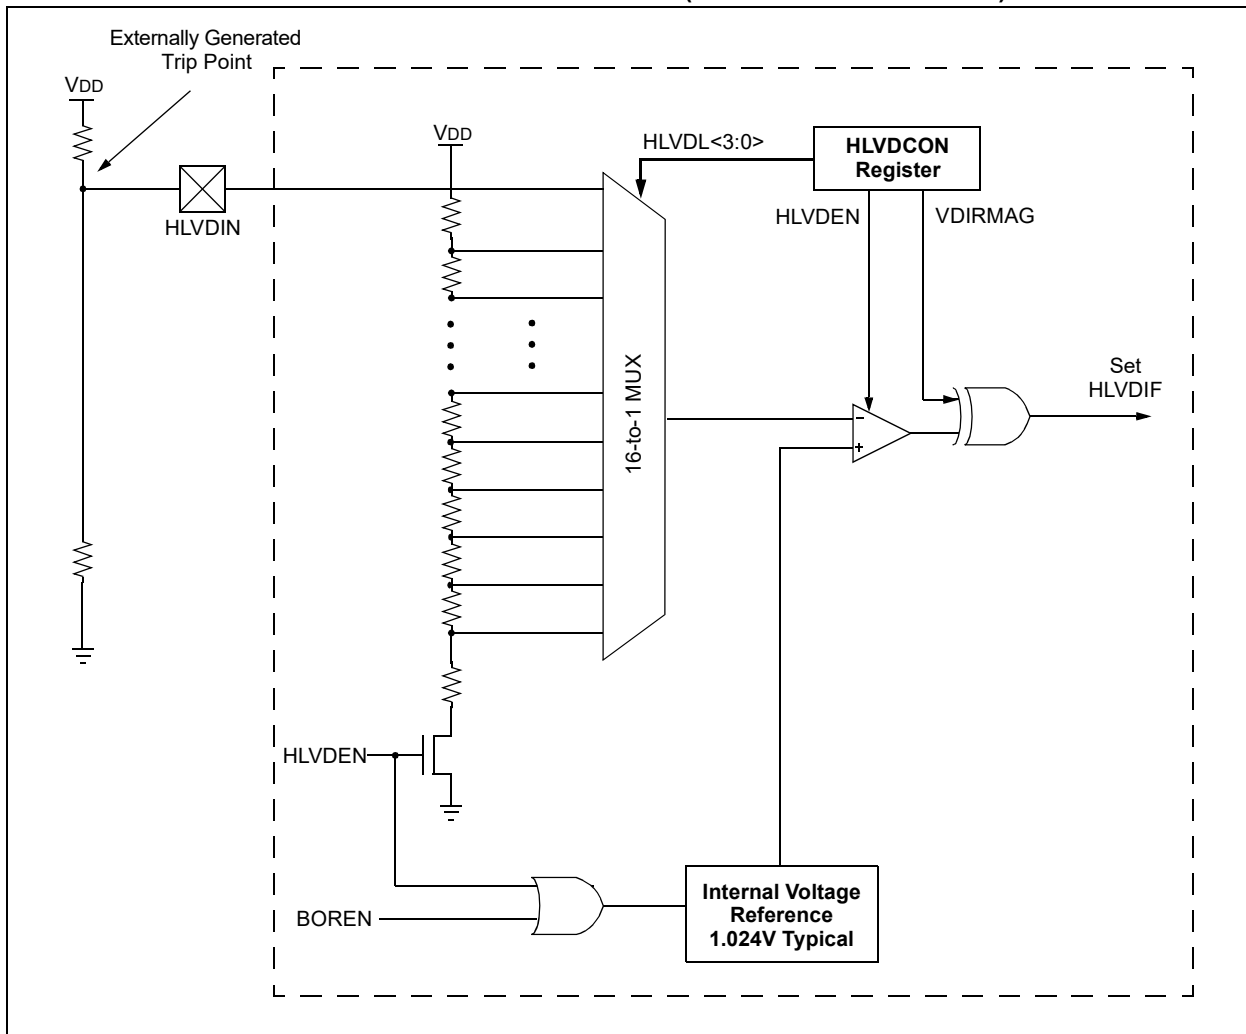 Externally Generated
Trip Point
VDD
VDD
HLVDL<3:0>
HLVDCON
Register
HLVDEN
VDIRMAG
HLVDIN
16-to-1 MUX
Set
HLVDIF
–
+
HLVDEN
BOREN
Internal Voltage
Reference
1.024V Typical